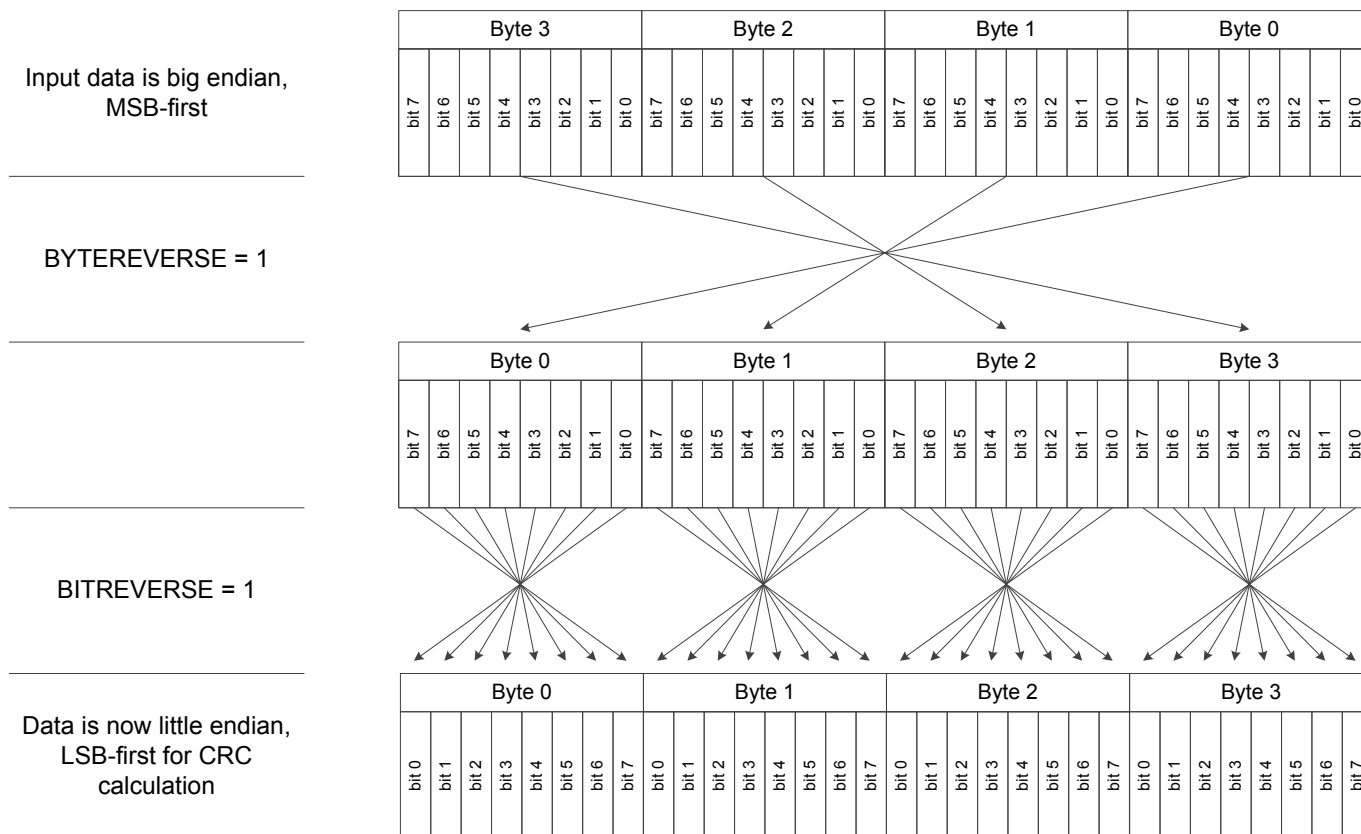 Byte 3 Byte 2 Byte 1 Byte 0
Input data is big endian,
MSB-first
bit 7 bit 6 bit 5 bit 4 bit 3 bit 2 bit 1 bit 0 bit 7 bit 6 bit 5 bit 4 bit 3 bit 2 bit 1 bit 0 bit 7 bit 6 bit 5 bit 4 bit 3 bit 2 bit 1 bit 0 bit 7 bit 6 bit 5 bit 4 bit 3 bit 2 bit 1 bit 0
BYTEREVERSE = 1
Byte 0 Byte 1 Byte 2 Byte 3
bit 7 bit 6 bit 5 bit 4 bit 3 bit 2 bit 1 bit 0 bit 7 bit 6 bit 5 bit 4 bit 3 bit 2 bit 1 bit 0 bit 7 bit 6 bit 5 bit 4 bit 3 bit 2 bit 1 bit 0 bit 7 bit 6 bit 5 bit 4 bit 3 bit 2 bit 1 bit 0
BITREVERSE = 1
Byte 0 Byte 1 Byte 2 Byte 3
Data is now little endian,
LSB-first for CRC
calculation
bit 0 bit 1 bit 2 bit 3 bit 4 bit 5 bit 6 bit 7 bit 0 bit 1 bit 2 bit 3 bit 4 bit 5 bit 6 bit 7 bit 0 bit 1 bit 2 bit 3 bit 4 bit 5 bit 6 bit 7 bit 0 bit 1 bit 2 bit 3 bit 4 bit 5 bit 6 bit 7